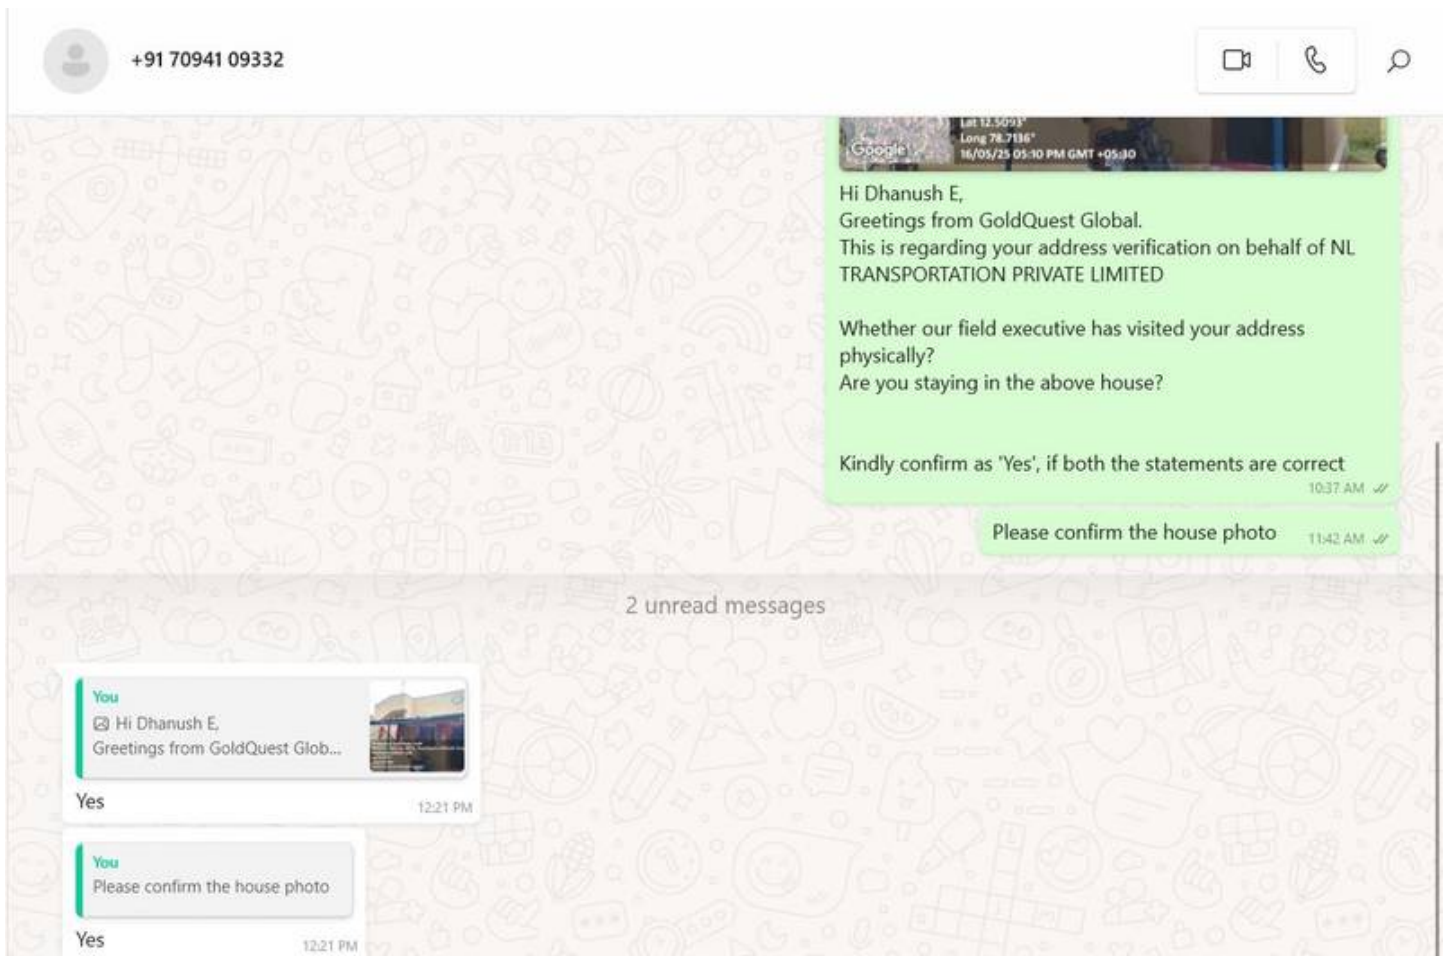 +91 70941 09332
Lat 12.5093°
Long 78.7136°
Google
16/05/25 05:10 PM GMT +05:30
Hi Dhanush E,
Greetings from GoldQuest Global.
This is regarding your address verification on behalf of NL
TRANSPORTATION PRIVATE LIMITED
Whether our field executive has visited your address
physically?
Are you staying in the above house?
Kindly confirm as 'Yes', if both the statements are correct
10:37 AM
Please confirm the house photo
11:42 AM
2 unread messages
You
Hi Dhanush E,
Greetings from GoldQuest Glob...
Yes
12:21 PM
You
Please confirm the house photo
Yes
12:21 PM